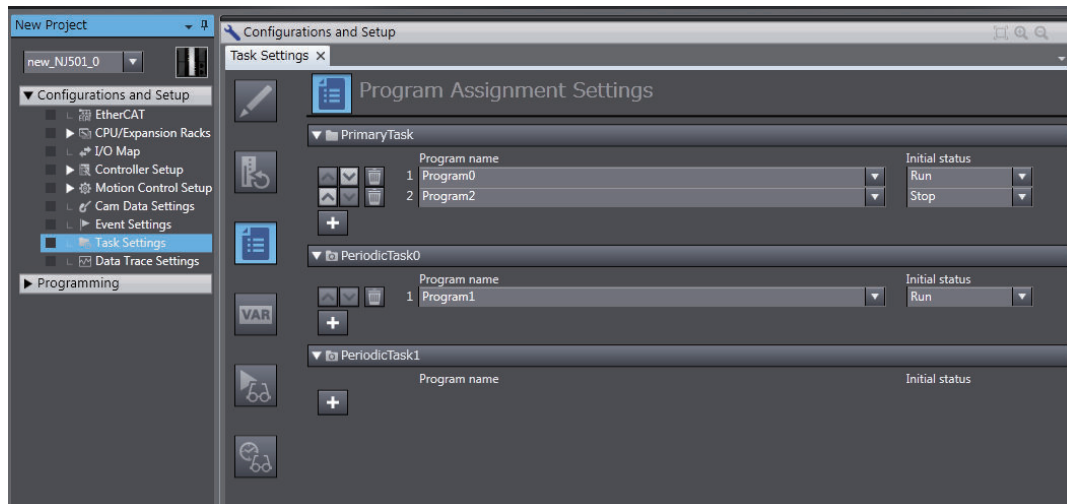 New Project
new_NJ501_0
Configurations and Setup
EtherCAT
CPU/Expansion Racks
I/O Map
Controller Setup
Motion Control Setup
Cam Data Settings
Event Settings
Task Settings
Data Trace Settings
Programming
Configurations and Setup
Task Settings
VAR
Program Assignment Settings
PrimaryTask
Program name Initial status
1 Program0 Run
2 Program2 Stop
PeriodicTask0
Program name Initial status
1 Program1 Run
PeriodicTask1
Program name Initial status